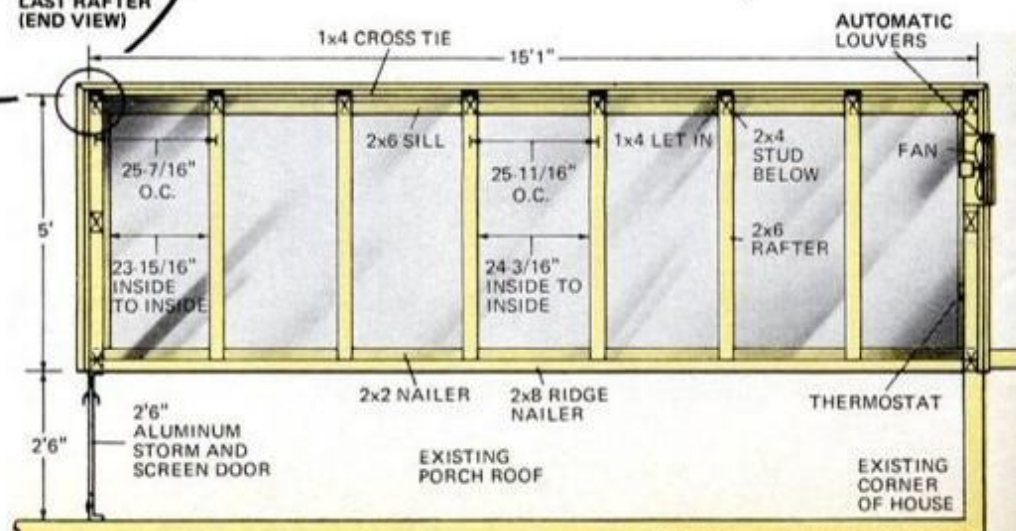 LAST RAFTER
(END VIEW)
1x4 CROSS TIE
15'1"
AUTOMATIC
LOUVERS
2x6 SILL
1x4 LET IN
2x4
STUD
BELOW
FAN
25-7/16"
O.C.
25-11/16"
O.C.
5'
2x6
RAFTER
23-15/16"
INSIDE
TO INSIDE
24-3/16"
INSIDE TO
INSIDE
2x2 NAILER
2x8 RIDGE
NAILER
THERMOSTAT
2'6"
2'6"
ALUMINUM
STORM AND
SCREEN DOOR
EXISTING
PORCH ROOF
EXISTING
CORNER
OF HOUSE